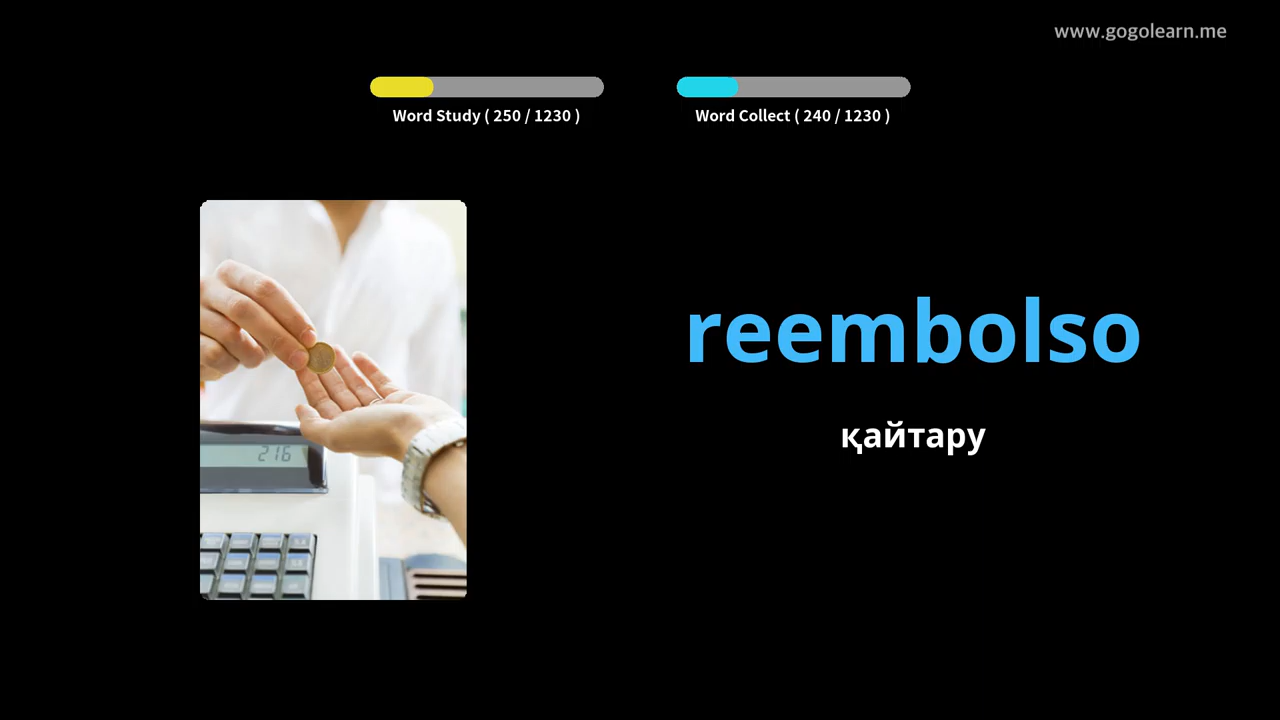 www.gogolearn.me
Word Study ( 250 / 1230 )
Word Collect ( 240 / 1230 )
216
reembolso
қайтару